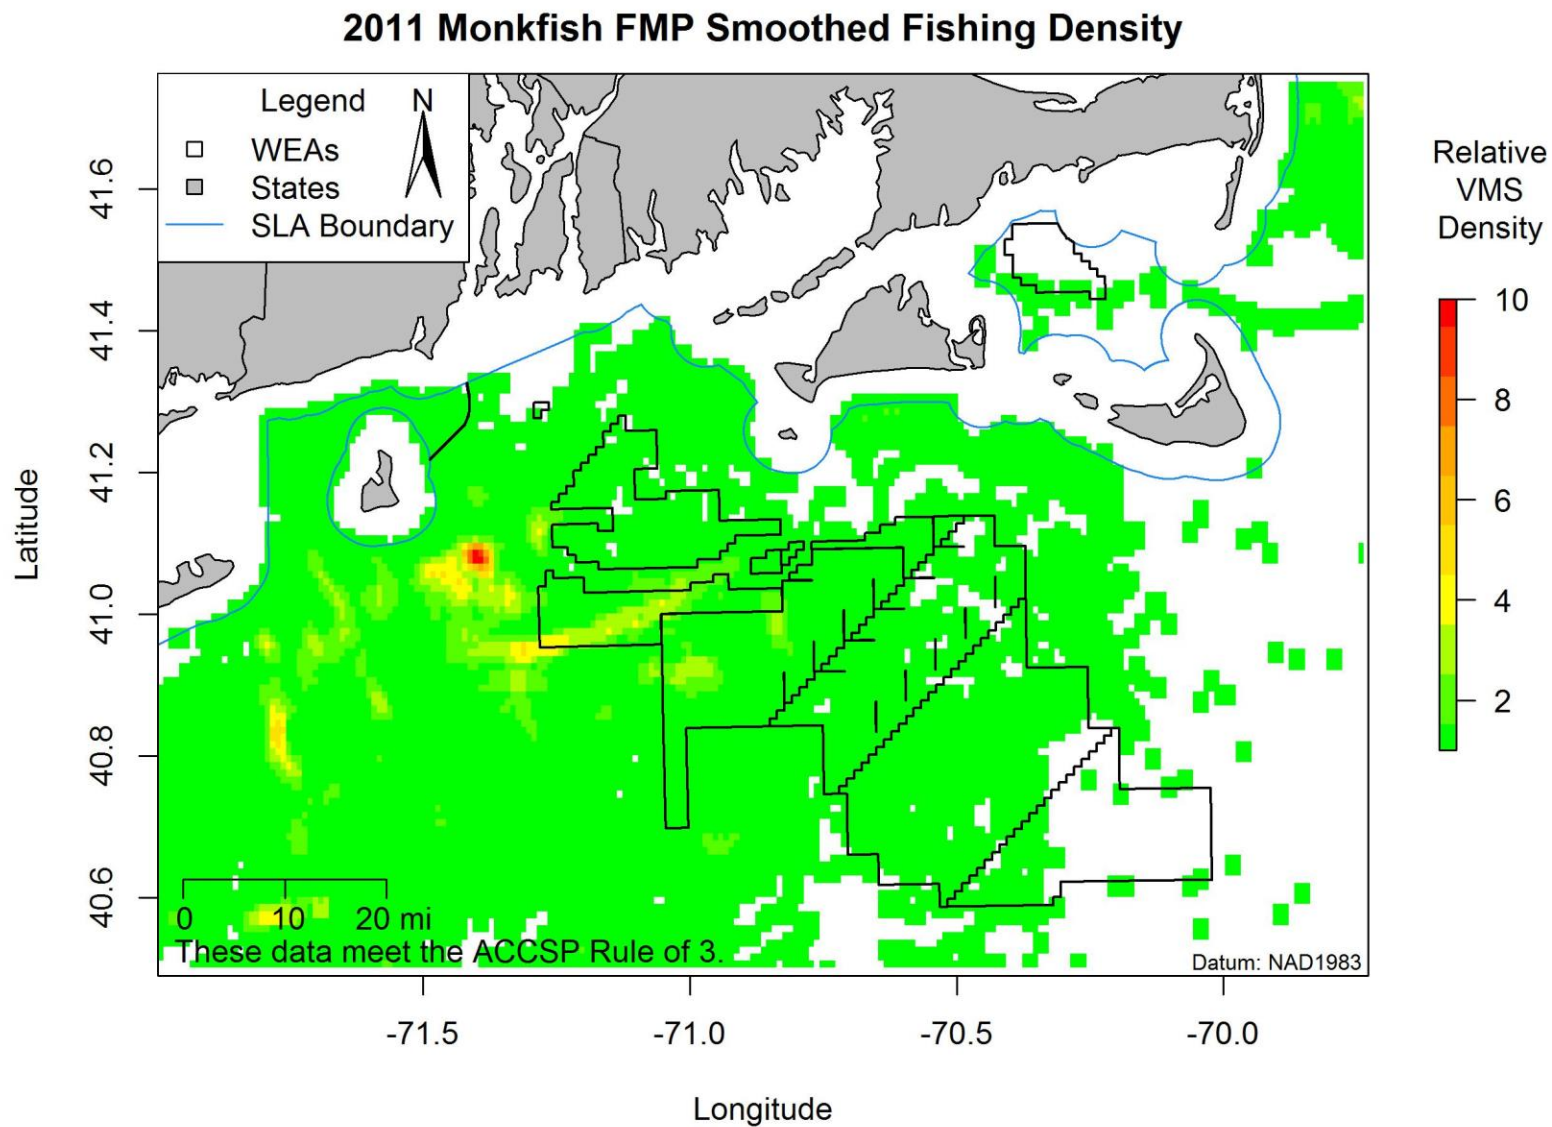 2011 Monkfish FMP Smoothed Fishing Density
Legend
N
WEAs
States
SLA Boundary
Relative
VMS
Density
10
8
6
4
2
Latitude
41.6
41.4
41.2
41.0
40.8
40.6
0 10 20 mi
These data meet the ACCSP Rule of 3.
Datum: NAD1983
-71.5 -71.0 -70.5 -70.0
Longitude